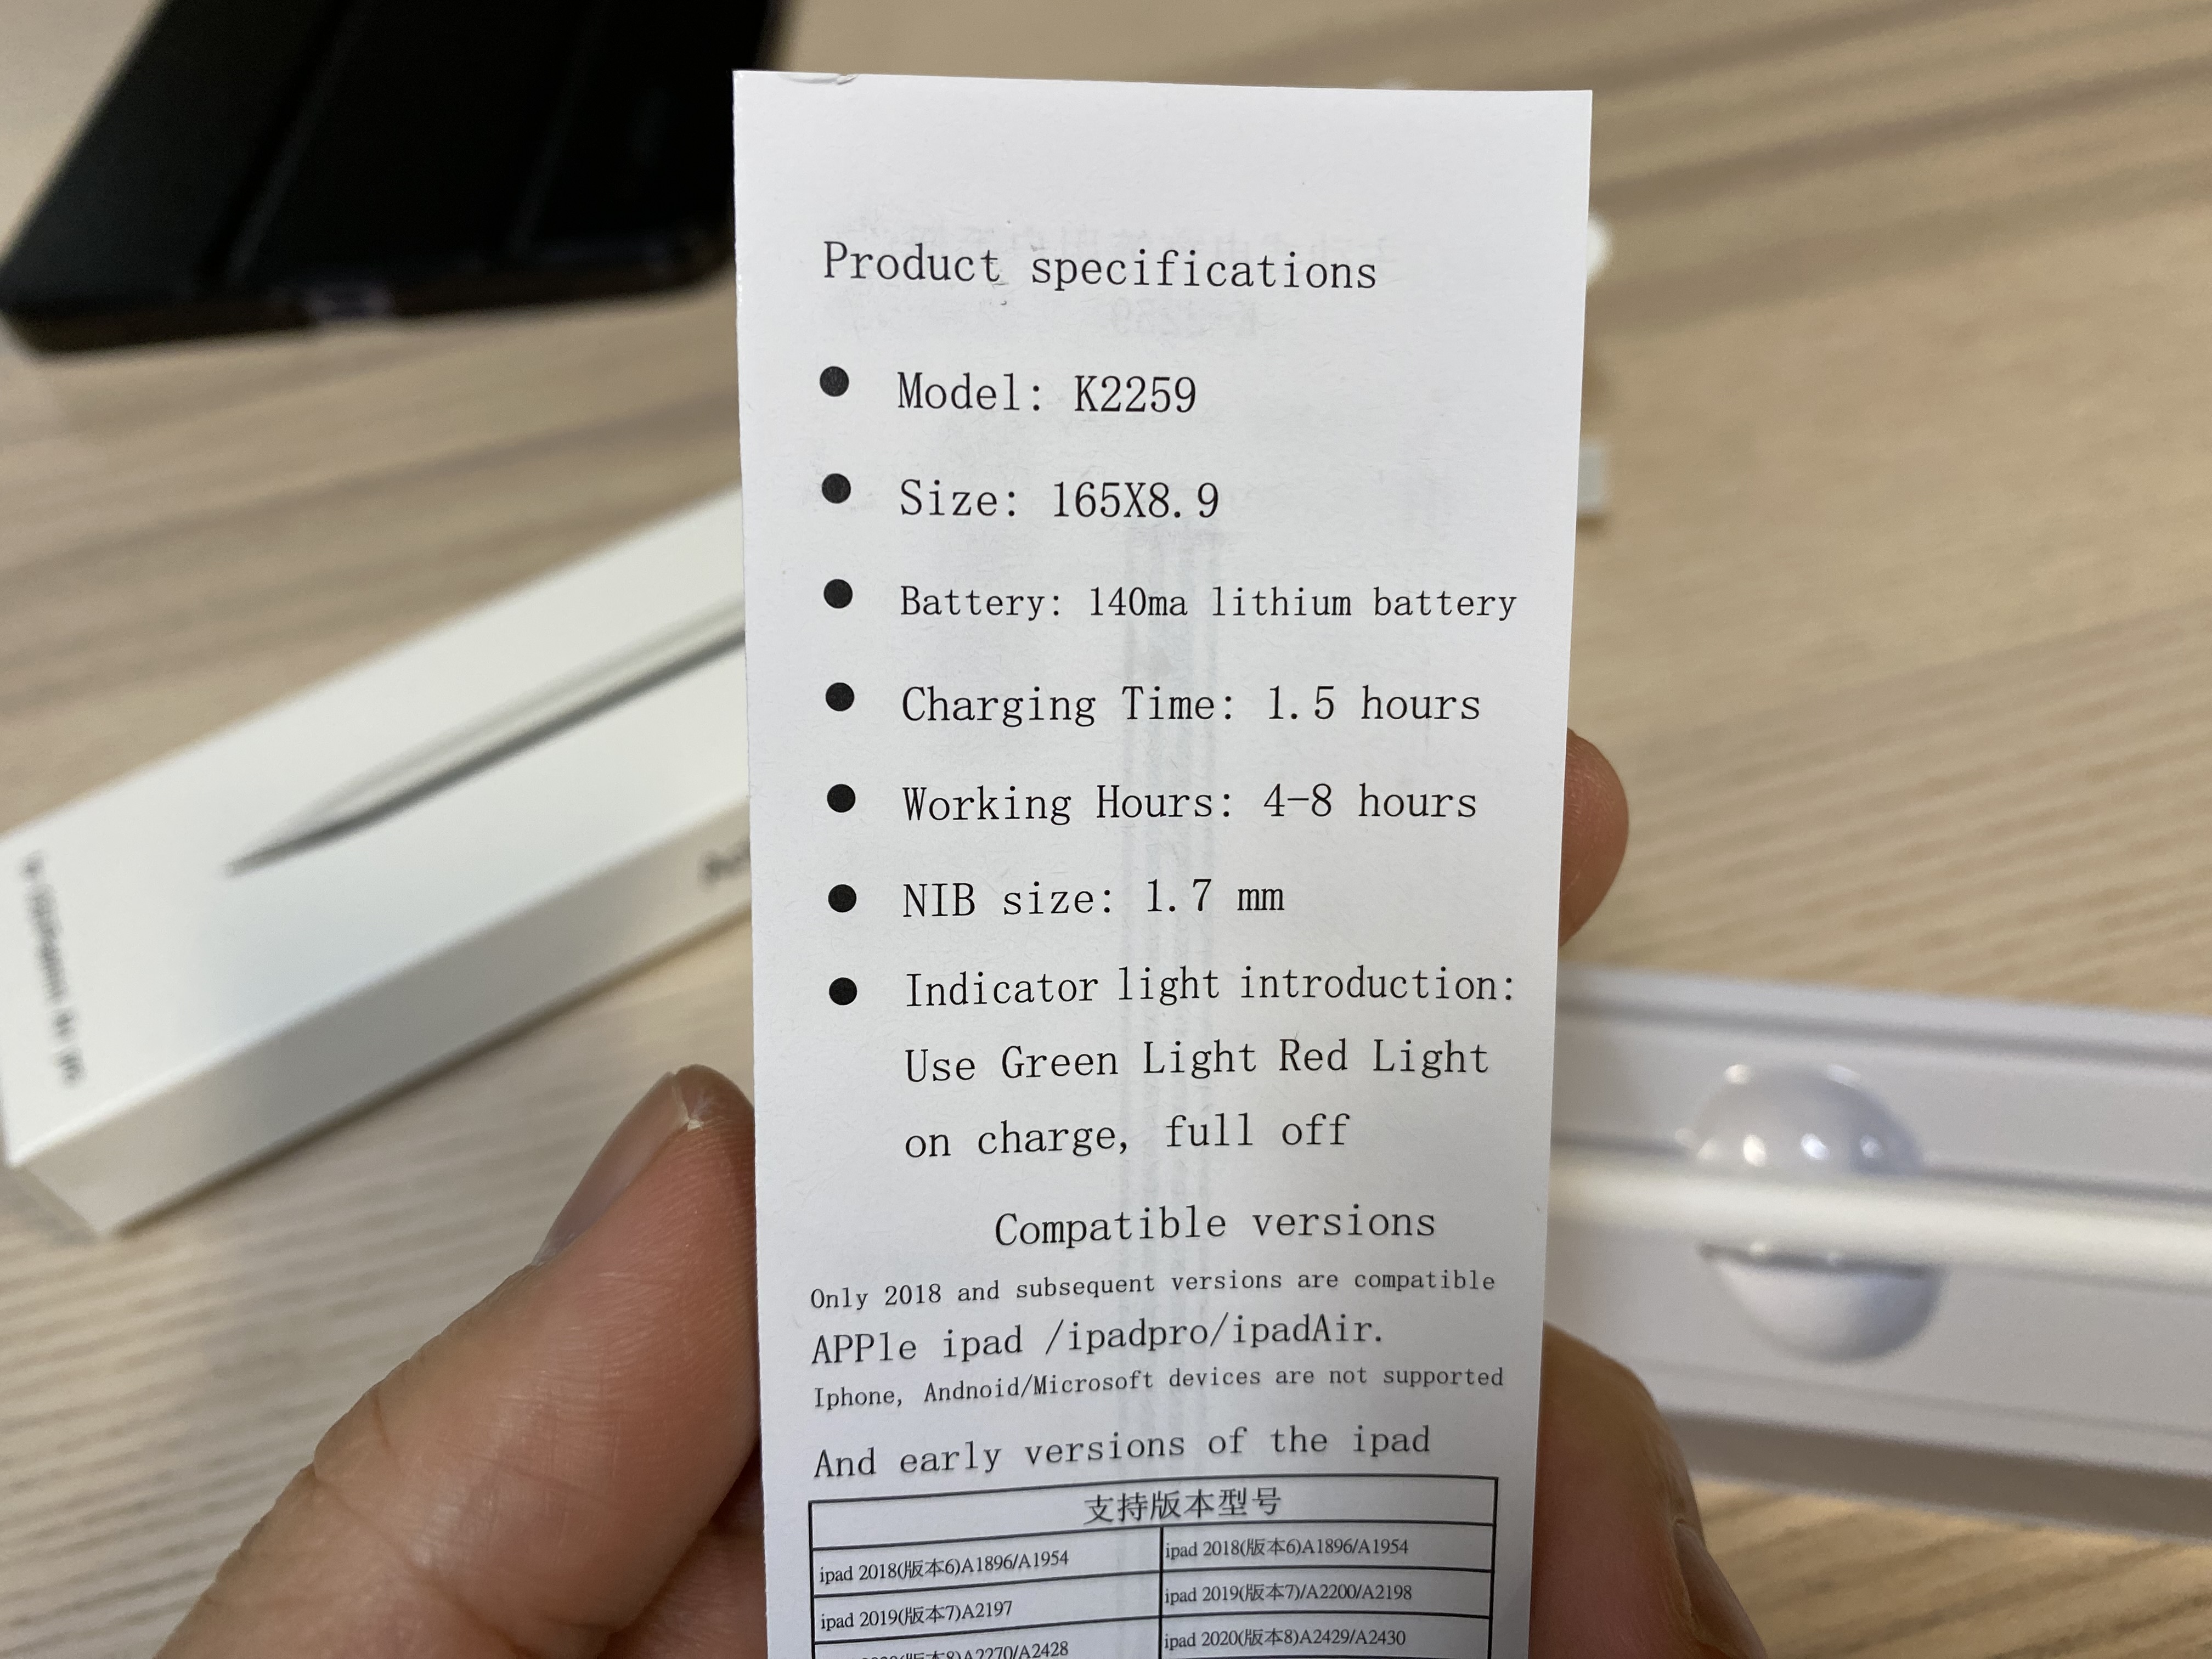 Product specifications
● Model: K2259
● Size: 165X8.9
● Battery: 140ma lithium battery
● Charging Time: 1.5 hours
● Working Hours: 4-8 hours
● NIB size: 1.7 mm
● Indicator light introduction:
Use Green Light Red Light
on charge, full off
Compatible versions
Only 2018 and subsequent versions are compatible
APPle ipad /ipadpro/ipadAir.
Iphone, Andnoid/Microsoft devices are not supported
And early versions of the ipad
支持版本型号
ipad 2018(版本6)A1896/A1954 ipad 2018(版本6)A1896/A1954
ipad 2019(版本7)A2197 ipad 2019(版本7)/A2200/A2198
A2270/A2428 ipad 2020(版本8)A2429/A2430